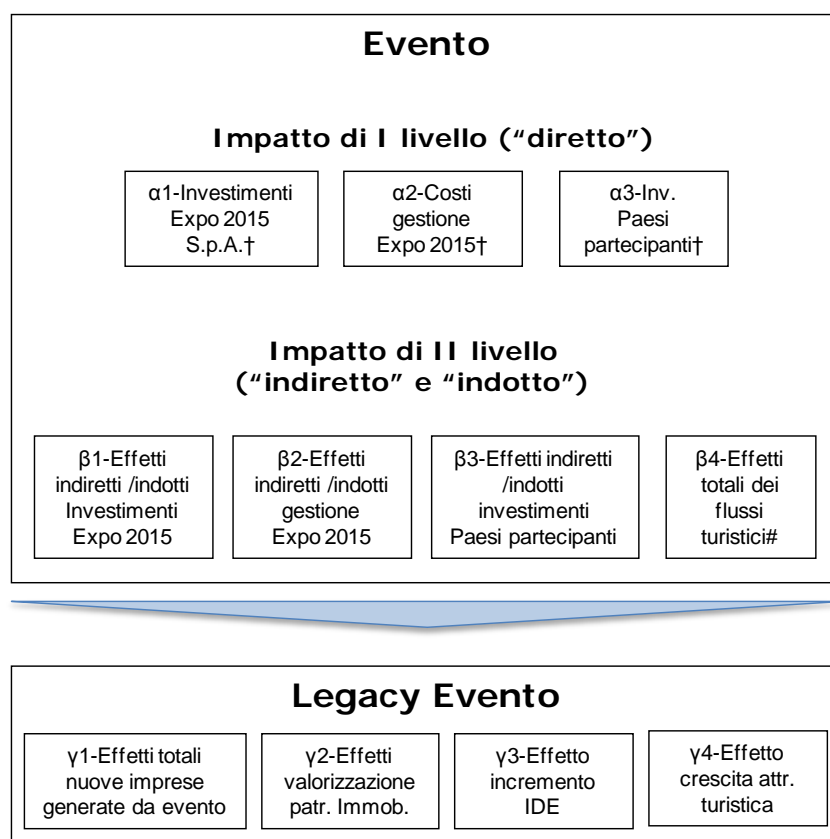 Evento
Impatto di I livello (“diretto”)
α1-Investimenti
Expo 2015
S.p.A.†
α2-Costi
gestione
Expo 2015†
α3-Inv.
Paesi
partecipanti†
Impatto di II livello
(“indiretto” e “indotto”)
β1-Effetti
indiretti /indotti
Investimenti
Expo 2015
β2-Effetti
indiretti /indotti
gestione
Expo 2015
β3-Effetti indiretti
/indotti
investimenti
Paesi partecipanti
β4-Effetti
totali dei
flussi
turistici#
Legacy Evento
γ1-Effetti totali
nuove imprese
generate da evento
γ2-Effetti
valorizzazione
patr. Immob.
γ3-Effetto
incremento
IDE
γ4-Effetto
crescita attr.
turistica